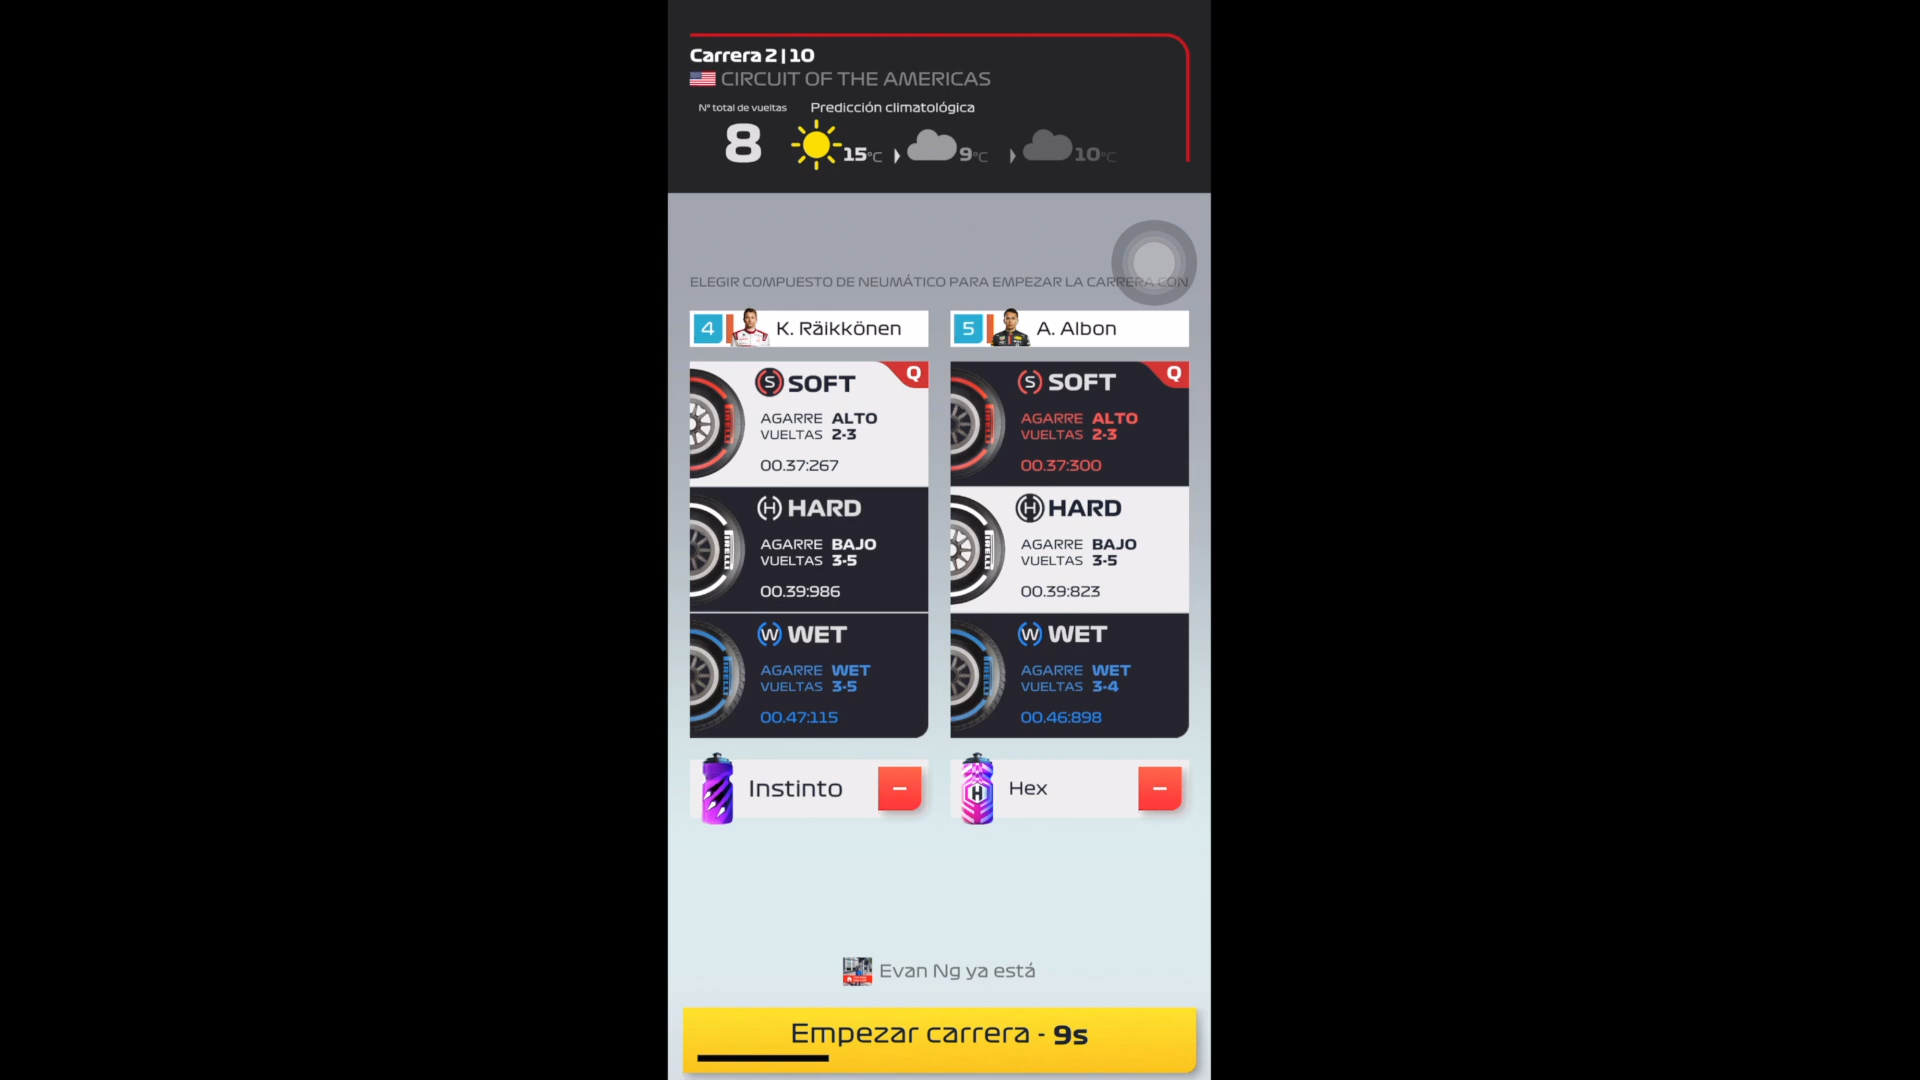 Carrera 2 | 10
CIRCUIT OF THE AMERICAS
Nº total de vueltas
Predicción climatológica
8
15°C
9°C
10°C
ELEGIR COMPUESTO DE NEUMÁTICO PARA EMPEZAR LA CARRERA CON
4 K. Räikkönen
5 A. Albon
Q
S SOFT
AGARRE ALTO
VUELTAS 2-3
00.37:267
H HARD
AGARRE BAJO
VUELTAS 3-5
00.39:986
W WET
AGARRE WET
VUELTAS 3-5
00.47:115
Q
S SOFT
AGARRE ALTO
VUELTAS 2-3
00.37:300
H HARD
AGARRE BAJO
VUELTAS 3-5
00.39:823
W WET
AGARRE WET
VUELTAS 3-4
00.46:898
Instinto
H
Hex
Evan Ng ya está
Empezar carrera - 9s